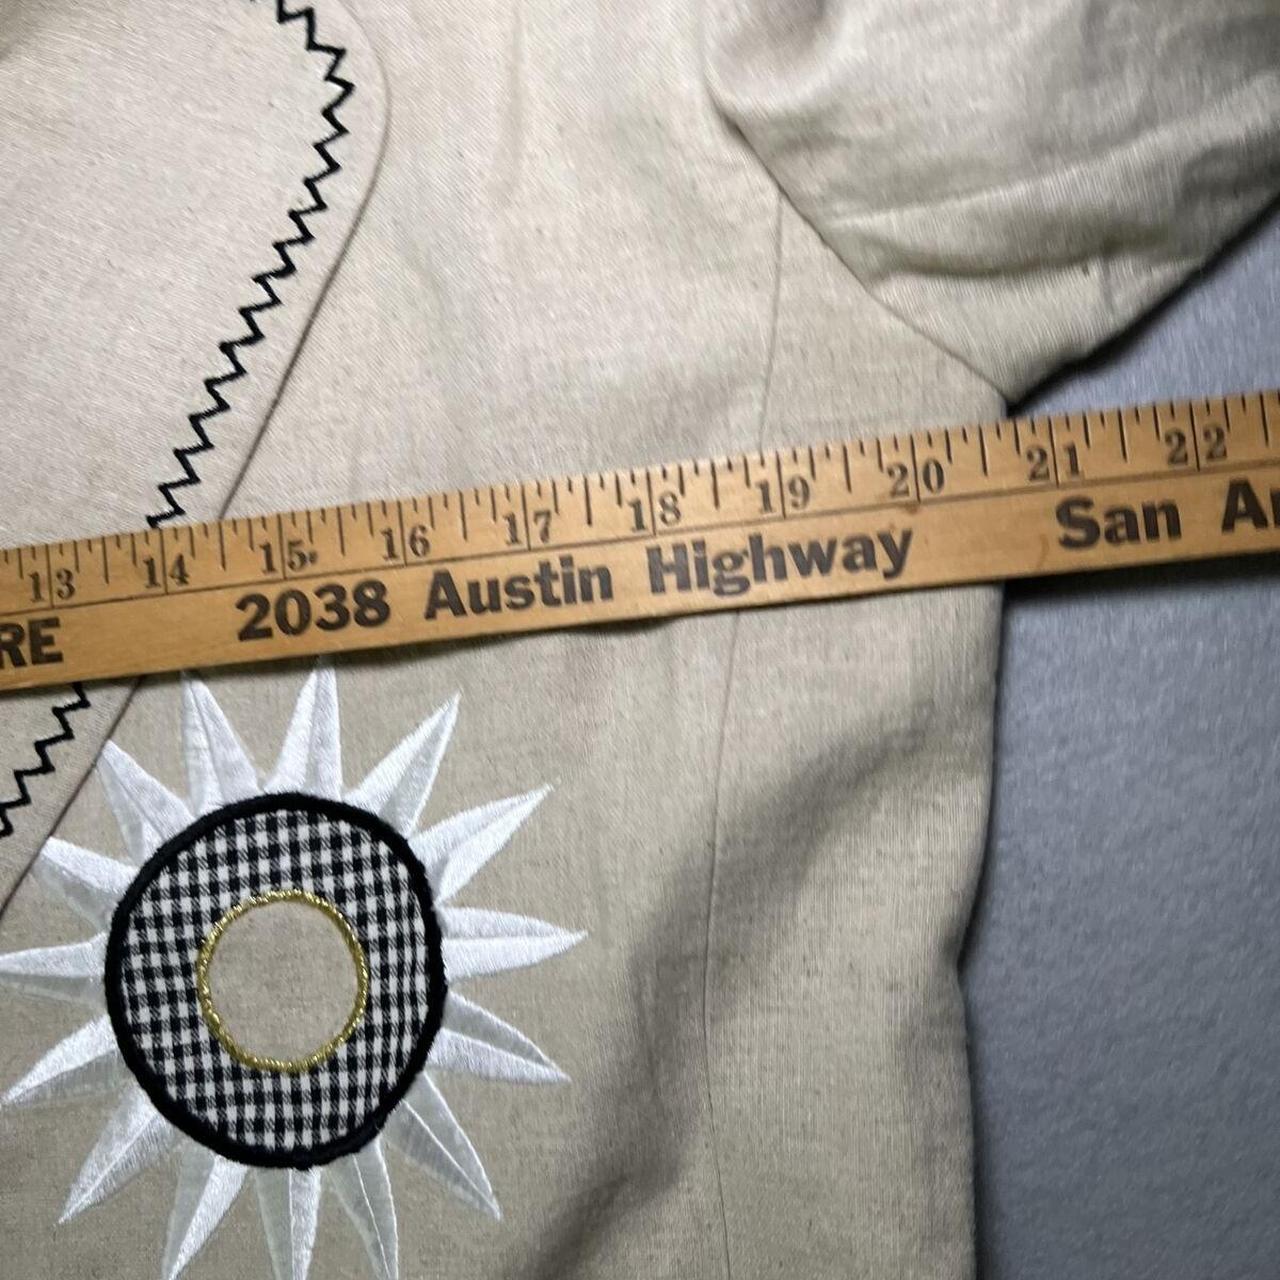 13 14 15 16 17 18 19 20 21 22
RE 2038 Austin Highway San